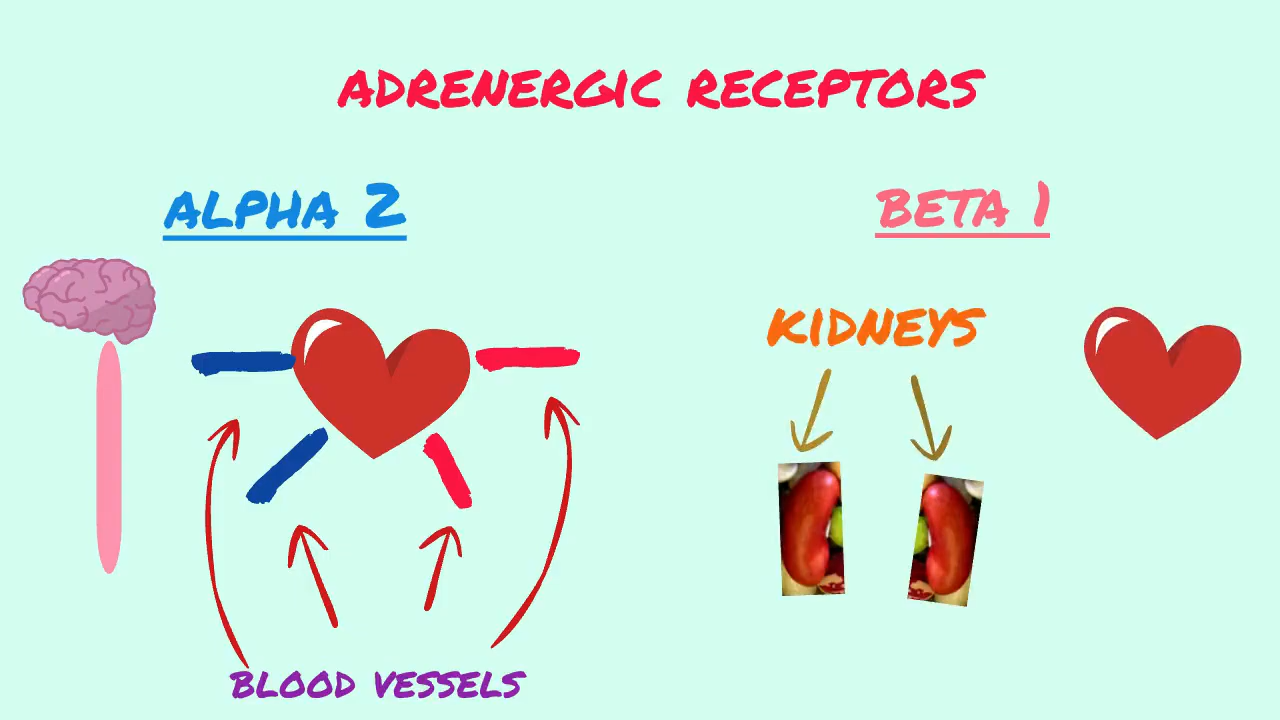 ADRENERGIC RECEPTORS
ALPHA 2
BETA 1
KIDNEYS
BLOOD VESSELS